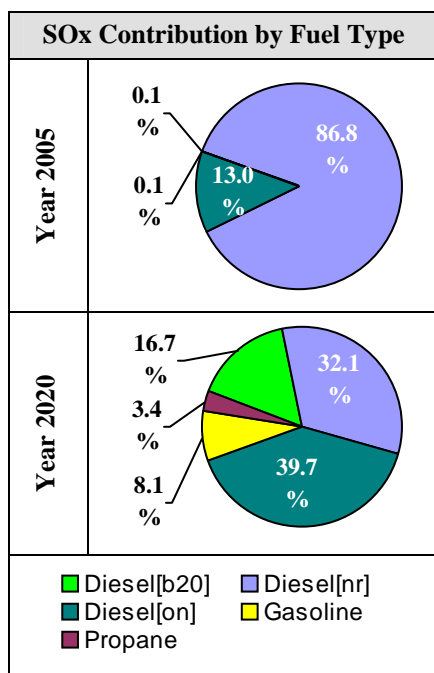 SOx Contribution by Fuel Type
Year 2005
0.1
%
86.8
%
13.0
%
0.1
%
Year 2020
16.7
%
32.1
%
3.4
%
39.7
%
8.1
%
Diesel[b20]
Diesel[nr]
Diesel[on]
Gasoline
Propane